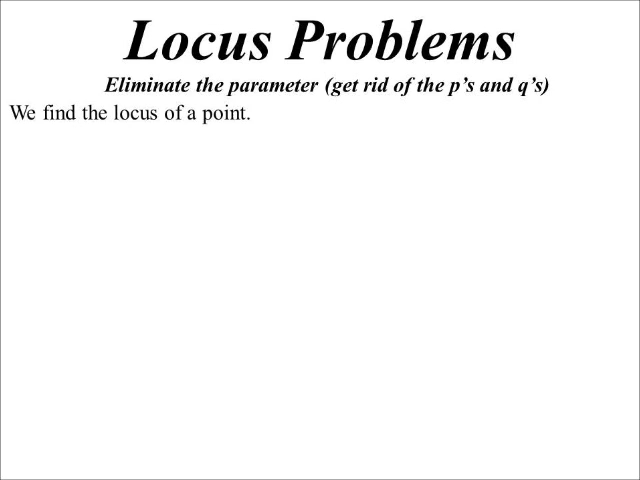 Locus Problems
Eliminate the parameter (get rid of the p’s and q’s)
We find the locus of a point.